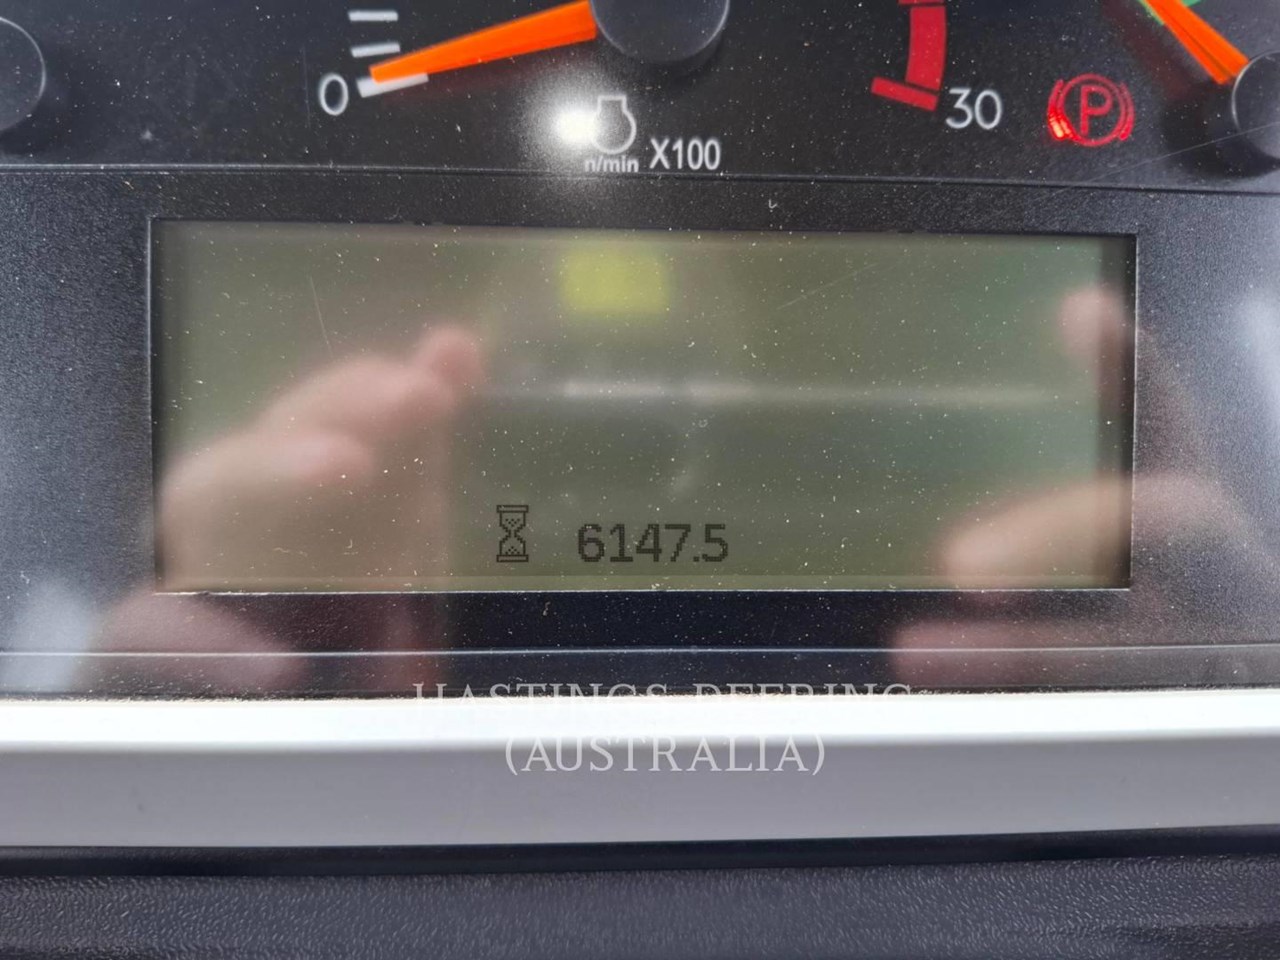 0
30
P
n/min X100
6147.5
HASTINGS DEERING
(AUSTRALIA)